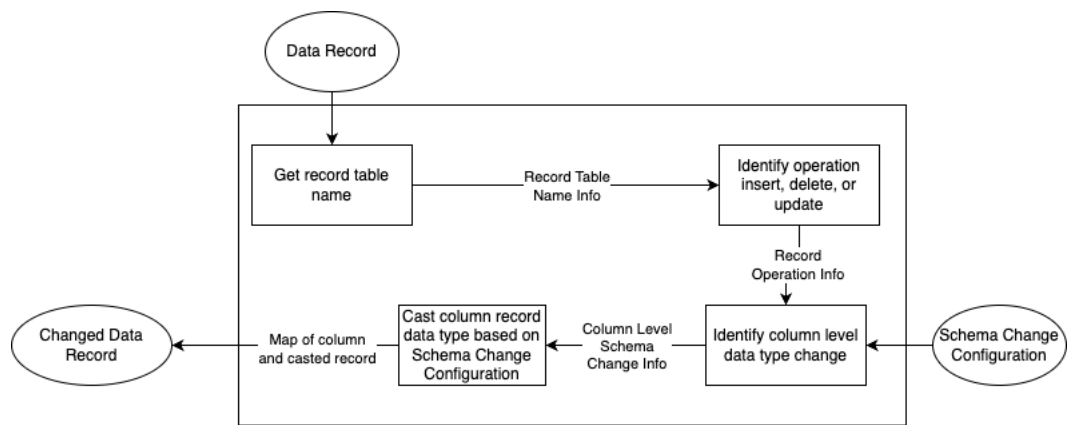 Data Record
Get record table
name
Record Table
Name Info
Identify operation
insert, delete, or
update
Record
Operation Info
Changed Data
Record
Map of column
and casted record
Cast column record
data type based on
Schema Change
Configuration
Column Level
Schema
Change Info
Identify column level
data type change
Schema Change
Configuration